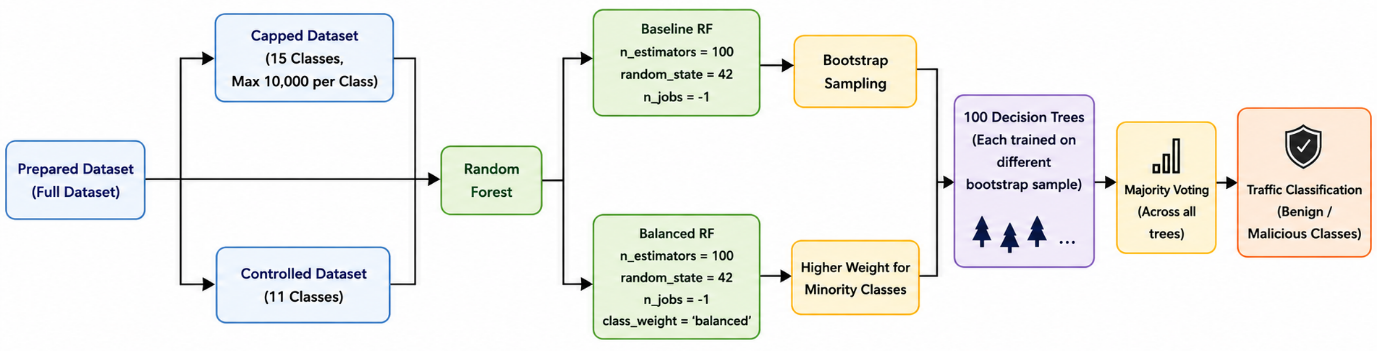 Prepared Dataset
(Full Dataset)
Capped Dataset
(15 Classes,
Max 10,000 per Class)
Controlled Dataset
(11 Classes)
Random
Forest
Baseline RF
n_estimators = 100
random_state = 42
n_jobs = -1
Balanced RF
n_estimators = 100
random_state = 42
n_jobs = -1
class_weight = ‘balanced’
Bootstrap
Sampling
Higher Weight for
Minority Classes
100 Decision Trees
(Each trained on
different
bootstrap sample)
...
Majority Voting
(Across all
trees)
Traffic Classification
(Benign /
Malicious Classes)